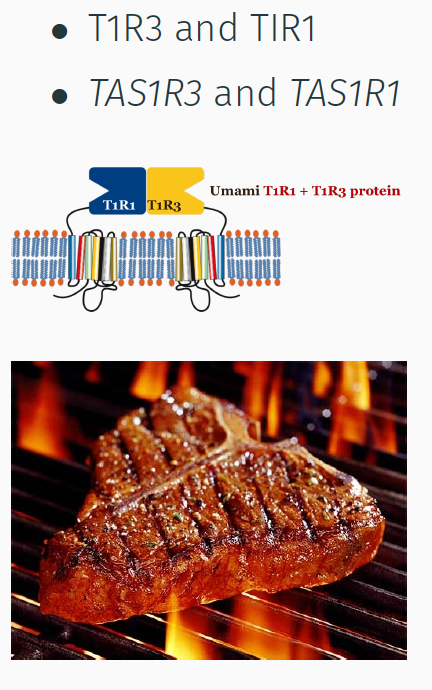 • T1R3 and TIR1
• TAS1R3 and TAS1R1
Umami T1R1 + T1R3 protein
T1R1 T1R3